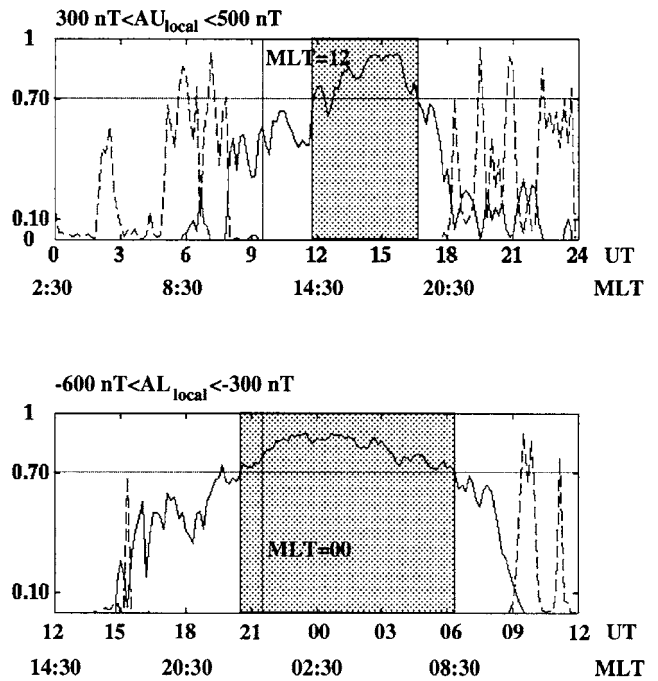 300 nT<AU_local <500 nT
1
MLT=12
0.70
0.10
0
0 3 6 9 12 15 18 21 24 UT
2:30 8:30 14:30 20:30 MLT
-600 nT<AL_local<-300 nT
1
0.70
MLT=00
0.10
12 15 18 21 00 03 06 09 12 UT
14:30 20:30 02:30 08:30 MLT